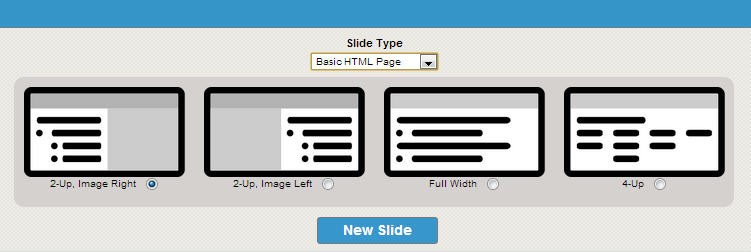 Slide Type
Basic HTML Page
2-Up, Image Right
2-Up, Image Left
Full Width
4-Up
New Slide